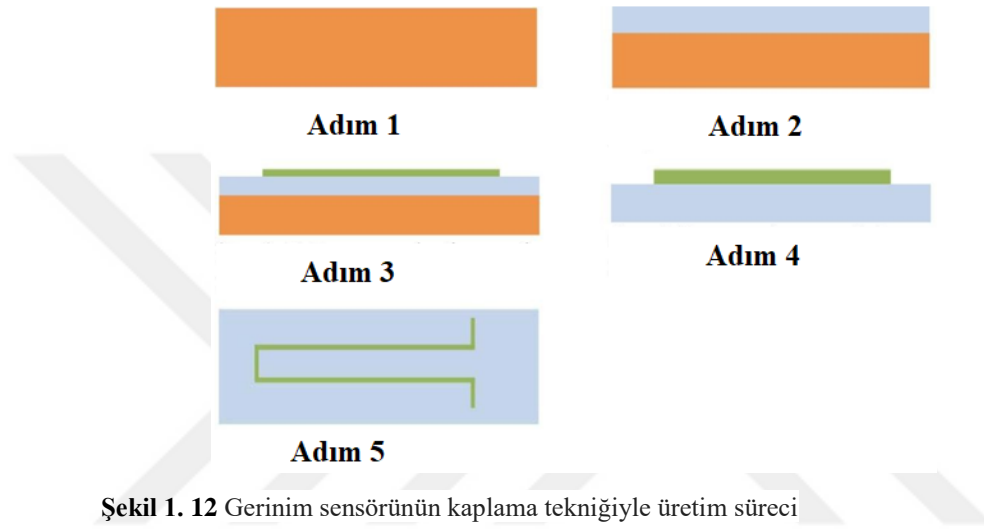 Adım 1
Adım 2
Adım 3
Adım 4
Adım 5
Şekil 1. 12 Gerinim sensörünün kaplama tekniğiyle üretim süreci